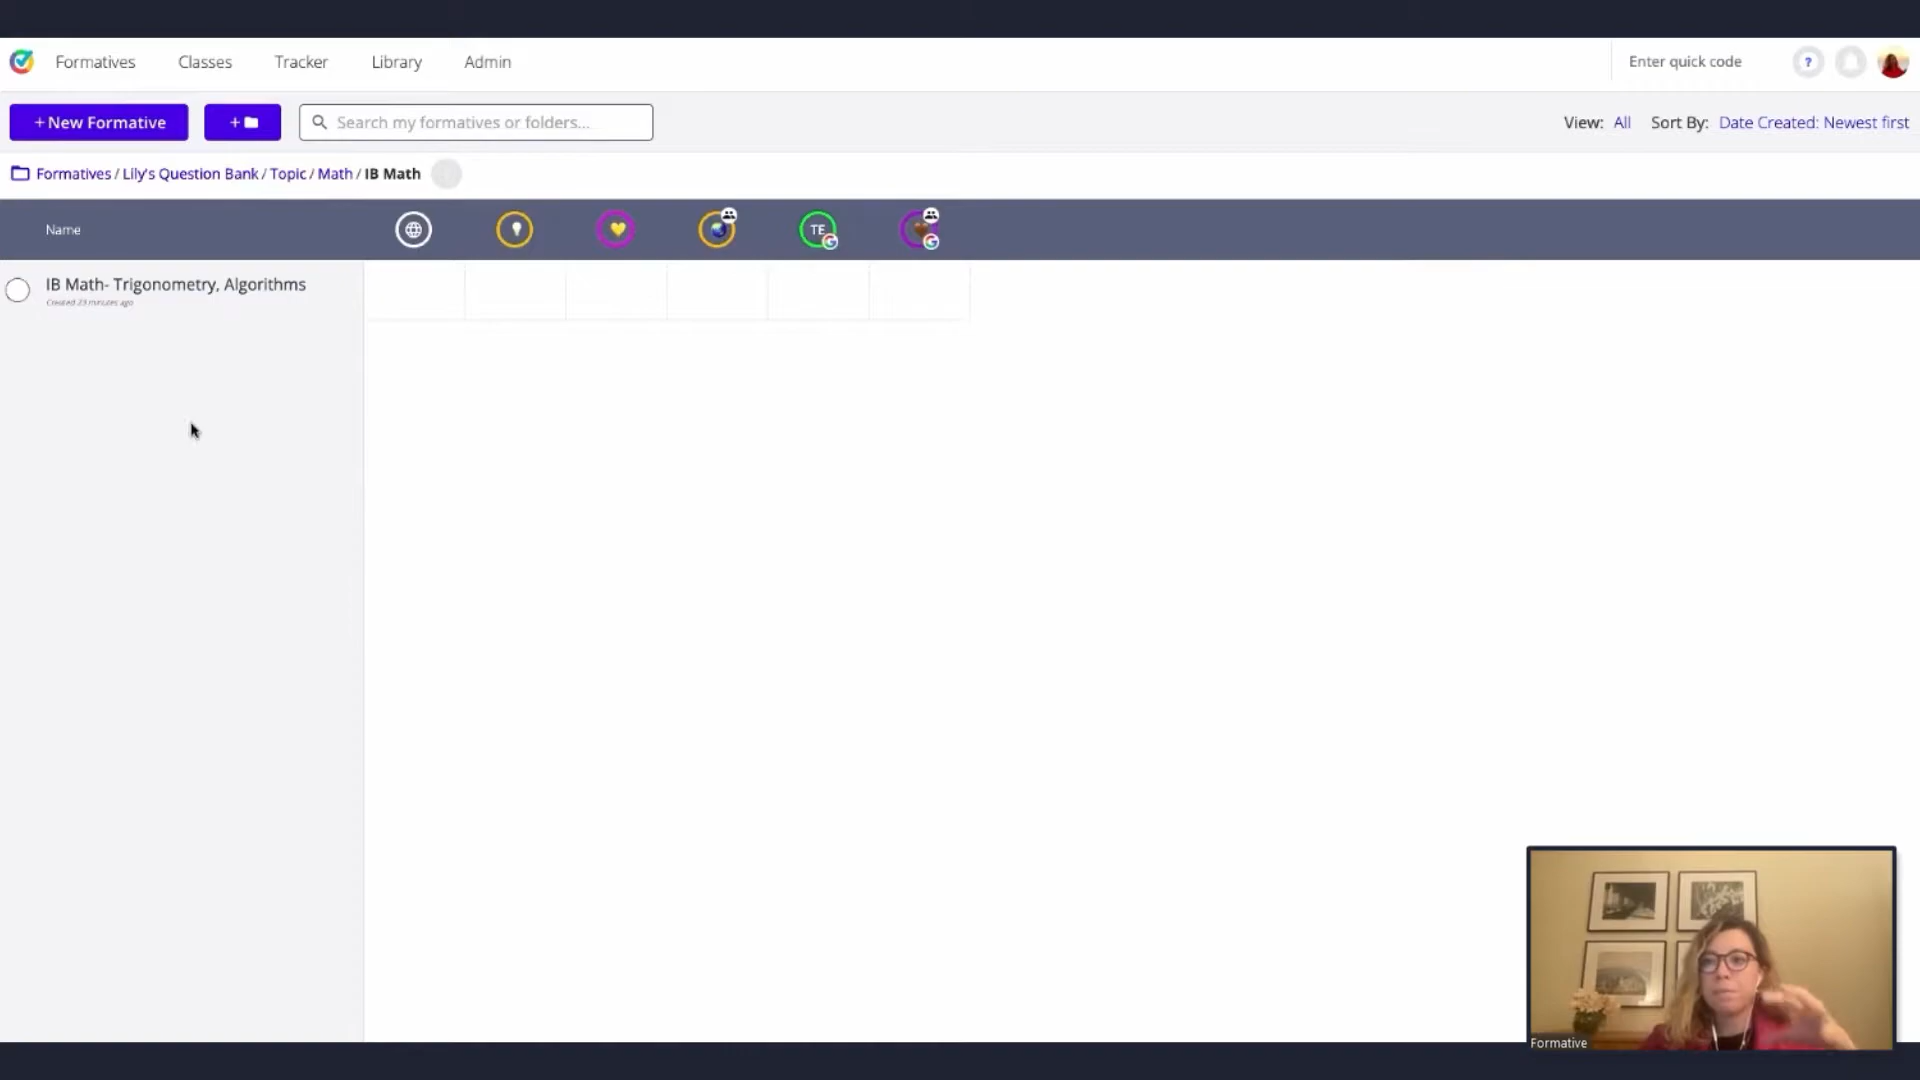 Formatives Classes Tracker Library Admin Enter quick code ?
+ New Formative + Search my formatives or folders... View: All Sort By: Date Created: Newest first
Formatives / Lily's Question Bank / Topic / Math / IB Math
Name TE
IB Math- Trigonometry, Algorithms
Created 23 minutes ago
Formative